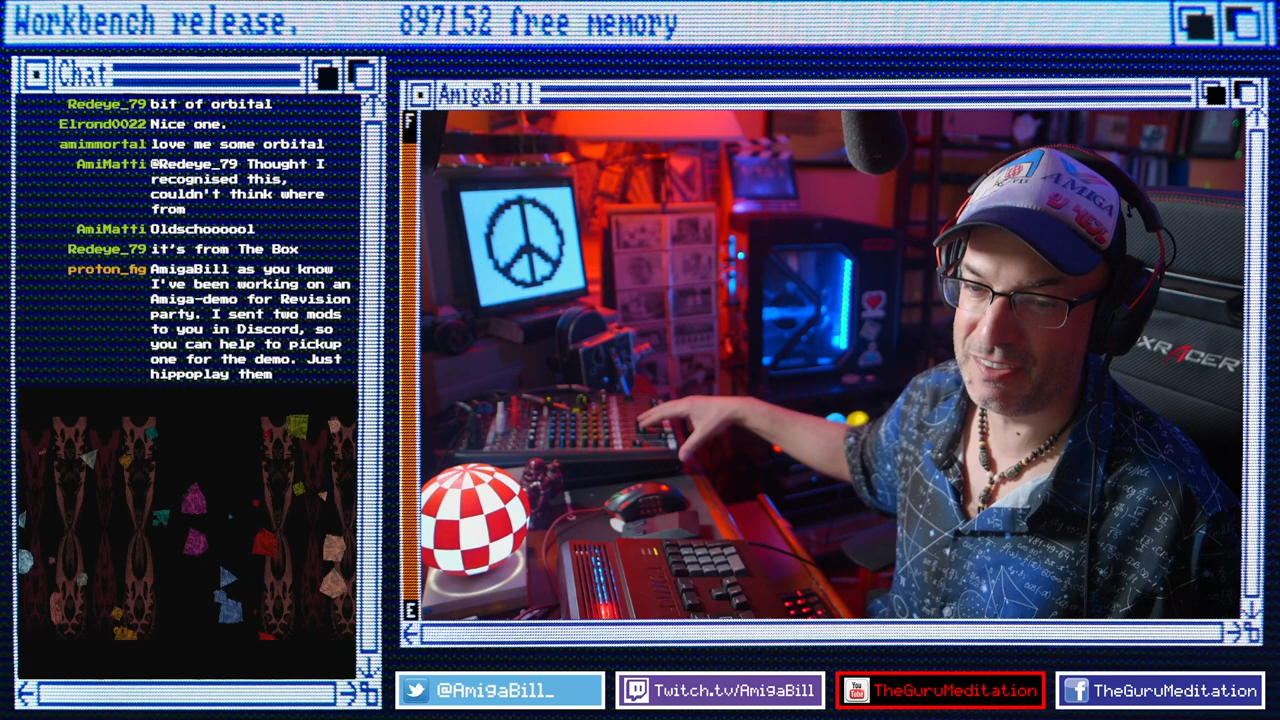 Workbench release. 897152 free memory
Chat
AmigaBill
Redeye_79 bit of orbital
Elrond0022 Nice one.
amimmortal love me some orbital
AmiMatti @Redeye_79 Thought I
recognised this,
couldn't think where
from
AmiMatti Oldschoooool
Redeye_79 it's from The Box
proton_fig AmigaBill as you know
I've been working on an
Amiga-demo for Revision
party. I sent two mods
to you in Discord, so
you can help to pickup
one for the demo. Just
hippoplay them
F
E
XRACER
@AmigaBill_
Twitch.tv/AmigaBill
You
Tube
TheGuruMeditation
f TheGuruMeditation